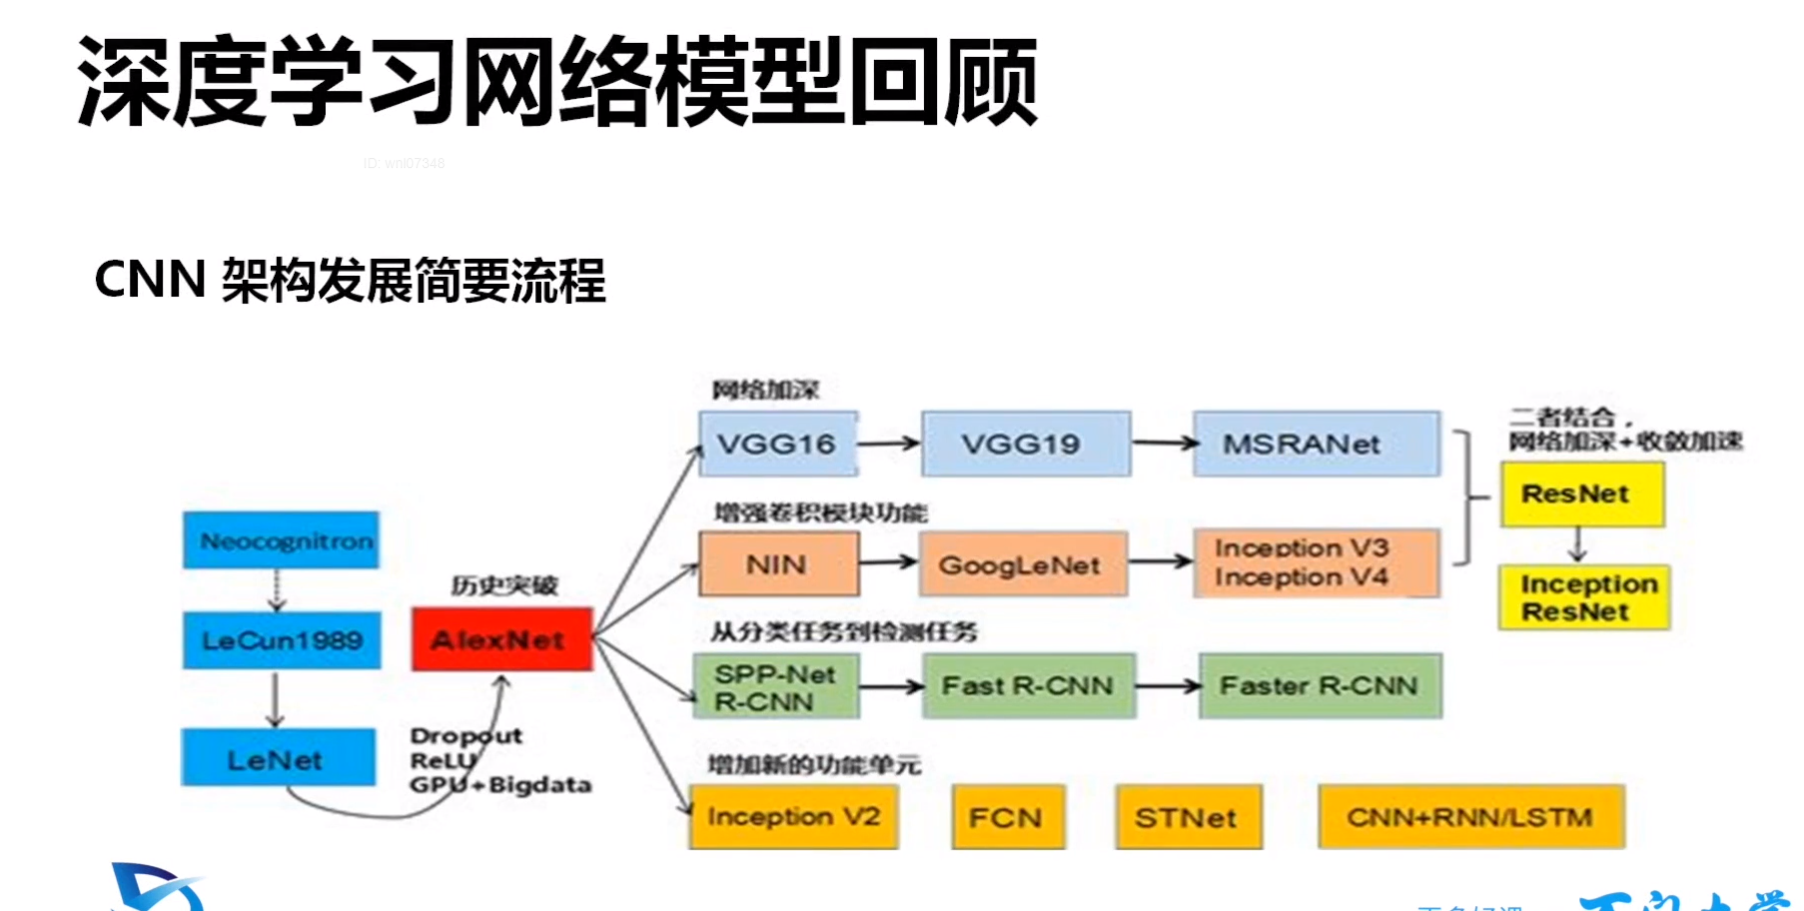 深度学习网络模型回顾
ID: wnl07348
CNN 架构发展简要流程
网络加深
VGG16
VGG19
MSRANet
二者结合，
网络加深+收敛加速
ResNet
Inception
ResNet
增强卷积模块功能
NIN
GoogLeNet
Inception V3
Inception V4
Neocognitron
LeCun1989
LeNet
历史突破
AlexNet
Dropout
ReLU
GPU+Bigdata
从分类任务到检测任务
SPP-Net
R-CNN
Fast R-CNN
Faster R-CNN
增加新的功能单元
Inception V2
FCN
STNet
CNN+RNN/LSTM